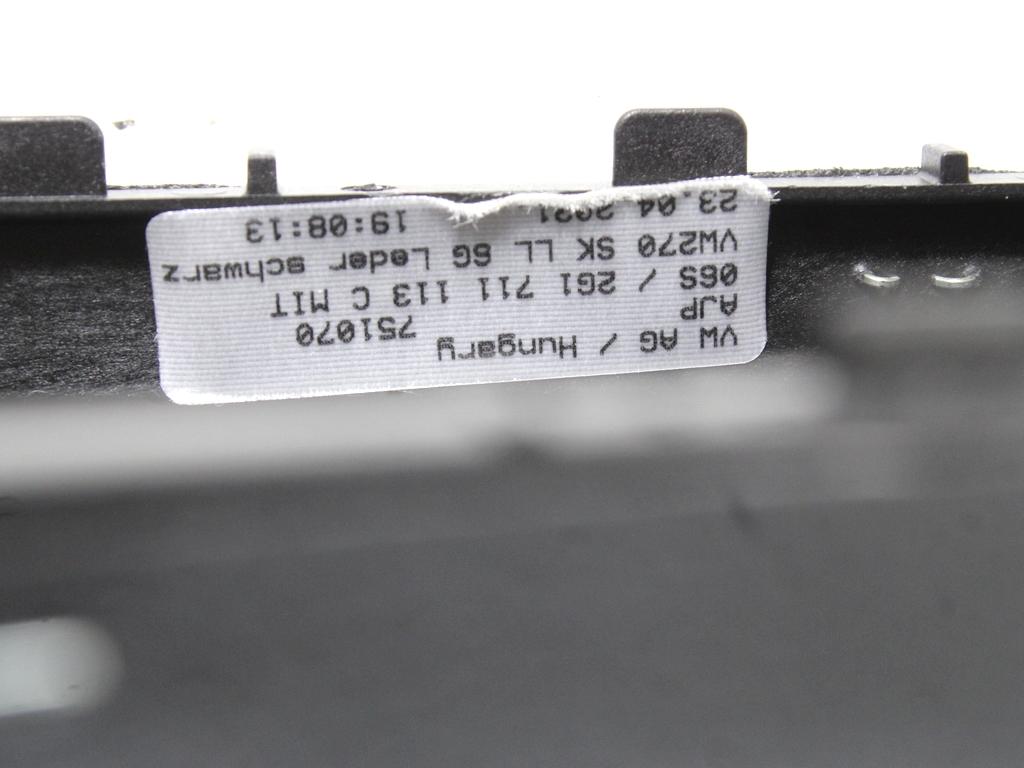 VW AG / Hungary
AJP 751070
06S / 2G1 711 113 C MIT
VW270 SK LL 6G Leder schwarz
23.04.2021 19:08:13